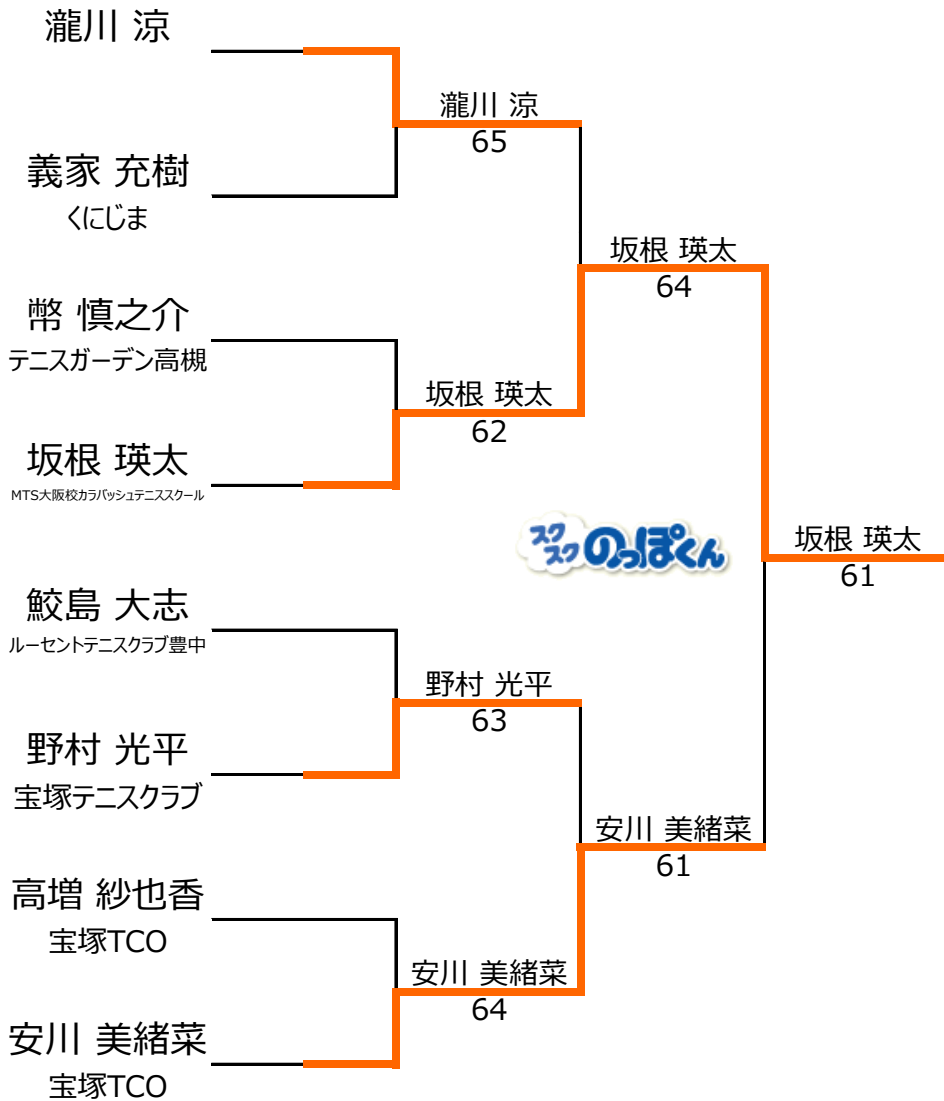 瀧川 涼
瀧川 涼
65
義家 充樹
くにじま
坂根 瑛太
64
幣 慎之介
テニスガーデン高槻
坂根 瑛太
62
坂根 瑛太
MTS大阪校カラバッシュテニススクール
スク
スク
のっぽくん
坂根 瑛太
61
鮫島 大志
ルーセントテニスクラブ豊中
野村 光平
63
野村 光平
宝塚テニスクラブ
安川 美緒菜
61
高増 紗也香
宝塚TCO
安川 美緒菜
64
安川 美緒菜
宝塚TCO